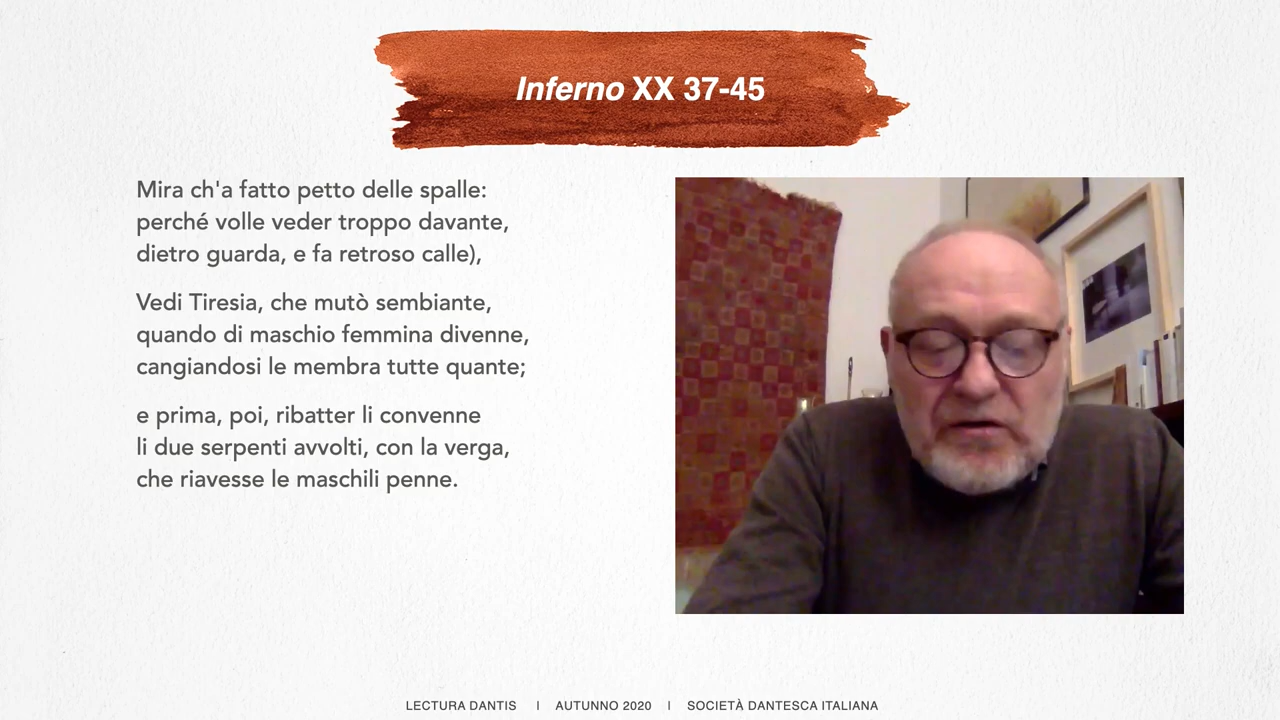 Inferno XX 37-45
Mira ch'a fatto petto delle spalle:
perché volle veder troppo davante,
dietro guarda, e fa retroso calle),
Vedi Tiresia, che mutò sembiante,
quando di maschio femmina divenne,
cangiandosi le membra tutte quante;
e prima, poi, ribatter li convenne
li due serpenti avvolti, con la verga,
che riavesse le maschili penne.
LECTURA DANTIS I AUTUNNO 2020 I SOCIETÀ DANTESCA ITALIANA